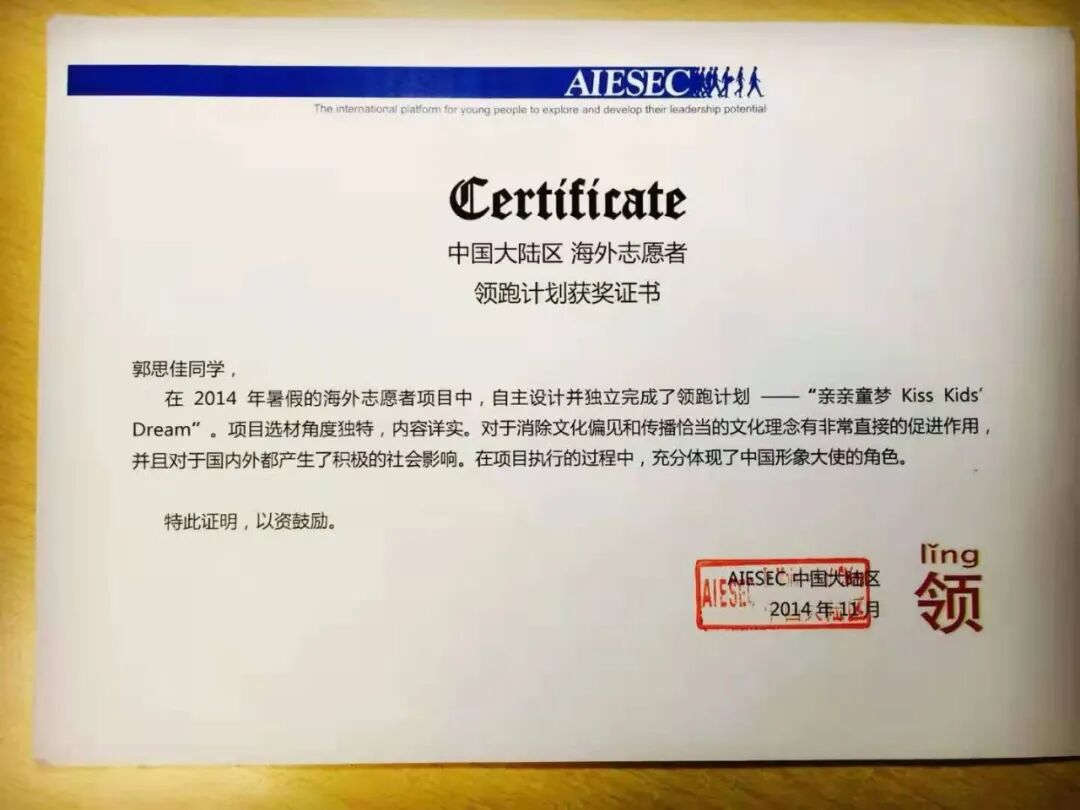 AIESEC
The international platform for young people to explore and develop their leadership potential
Certificate
中国大陆区 海外志愿者
领跑计划获奖证书
郭思佳同学，
在 2014 年暑假的海外志愿者项目中，自主设计并独立完成了领跑计划 ——“亲亲童梦 Kiss Kids’
Dream”。项目选材角度独特，内容详实。对于消除文化偏见和传播恰当的文化理念有非常直接的促进作用，
并且对于国内外都产生了积极的社会影响。在项目执行的过程中，充分体现了中国形象大使的角色。
特此证明，以资鼓励。
AIESEC 中国大陆区
2014 年 11 月
AIESEC
lǐng
领